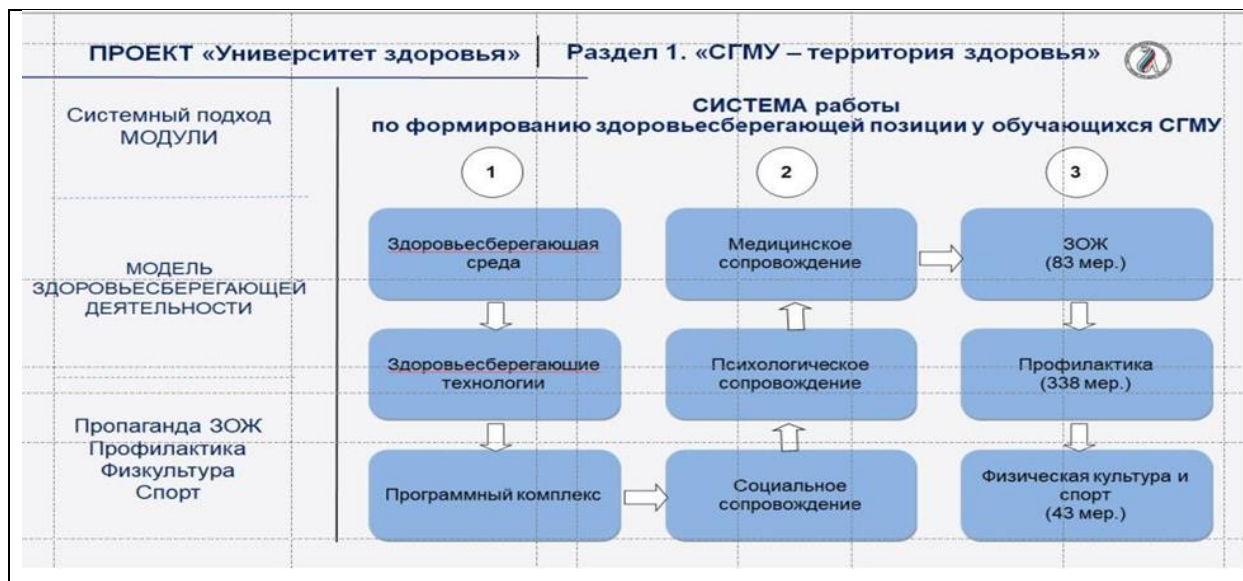 ПРОЕКТ «Университет здоровья»
Раздел 1. «СГМУ – территория здоровья»
Системный подход
МОДУЛИ
МОДЕЛЬ
ЗДОРОВЬЕСБЕРЕГАЮЩЕЙ
ДЕЯТЕЛЬНОСТИ
Пропаганда ЗОЖ
Профилактика
Физкультура
Спорт
СИСТЕМА работы
по формированию здоровьесберегающей позиции у обучающихся СГМУ
1
Здоровьесберегающая
среда
Здоровьесберегающие
технологии
Программный комплекс
2
Медицинское
сопровождение
Психологическое
сопровождение
Социальное
сопровождение
3
ЗОЖ
(83 мер.)
Профилактика
(338 мер.)
Физическая культура и
спорт
(43 мер.)